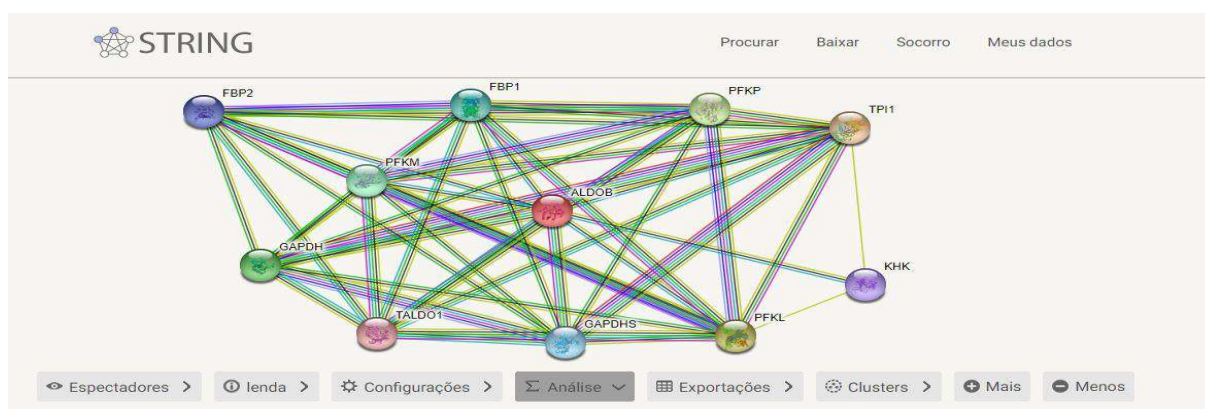 STRING Procurar Baixar Socorro Meus dados
FBP2 FBP1 PFKP
TPI1
PFKM
ALDOB
GAPDH
KHK
TALDO1 GAPDHS PFKL
Espectadores > lenda > Configurações > Σ Análise Exportações > Clusters > Mais Menos